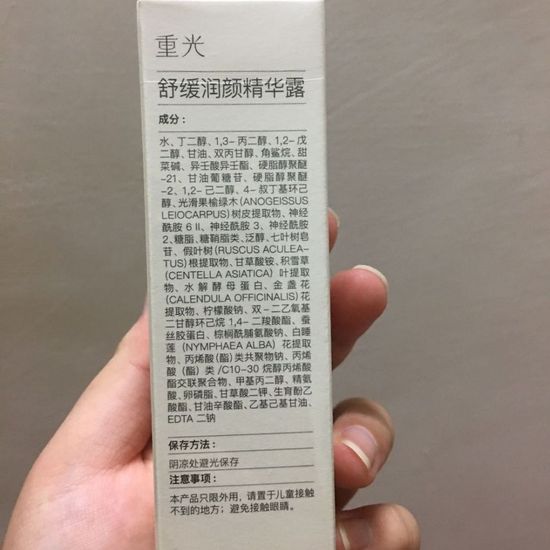 重光
舒缓润颜精华露
成分：
水、丁二醇、1,3-丙二醇、1,2-戊
二醇、甘油、双丙甘醇、角鲨烷、甜
菜碱、异壬酸异壬酯、硬脂醇聚醚
-21、甘油葡糖苷、硬脂醇聚醚
-2、1,2-己二醇、4-叔丁基环己
醇、光滑果榆绿木(ANOGEISSUS
LEIOCARPUS)树皮提取物、神经
酰胺 6 II、神经酰胺 3、神经酰胺
2、糖脂、糖鞘脂类、泛醇、七叶树皂
苷、假叶树(RUSCUS ACULEA-
TUS)根提取物、甘草酸铵、积雪草
(CENTELLA ASIATICA) 叶提取
物、水解酵母蛋白、金盏花
(CALENDULA OFFICINALIS)花
提取物、柠檬酸钠、双-二乙氧基
二甘醇环己烷 1,4-二羧酸酯、蚕
丝胶蛋白、棕榈酰脯氨酸钠、白睡
莲(NYMPHAEA ALBA) 花提取
物、丙烯酸(酯)类共聚物钠、丙烯
酸(酯)类/C10-30 烷醇丙烯酸
酯交联聚合物、甲基丙二醇、精氨
酸、卵磷脂、甘草酸二钾、生育酚乙
酸酯、甘油辛酸酯、乙基己基甘油、
EDTA 二钠
保存方法：
阴凉处避光保存
注意事项：
本产品只限外用，请置于儿童接触
不到的地方；避免接触眼睛。